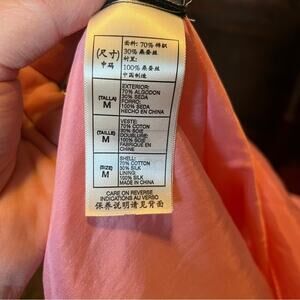 (尺寸)
中码
面料: 70% 棉织
30% 桑蚕丝
衬里:
100% 桑蚕丝
中国制造
(TALLA)
M
EXTERIOR:
70% ALGODON
30% SEDA
FORRO:
100% SEDA
HECHO EN CHINA
(TAILLE)
M
VESTE:
70% COTON
30% SOIE
DOUBLURE:
100% SOIE
FABRIQUE EN
CHINE
(SIZE)
M
SHELL:
70% COTTON
30% SILK
LINING:
100% SILK
MADE IN CHINA
CARE ON REVERSE
INDICATIONS AU VERSO
保养说明请见背面